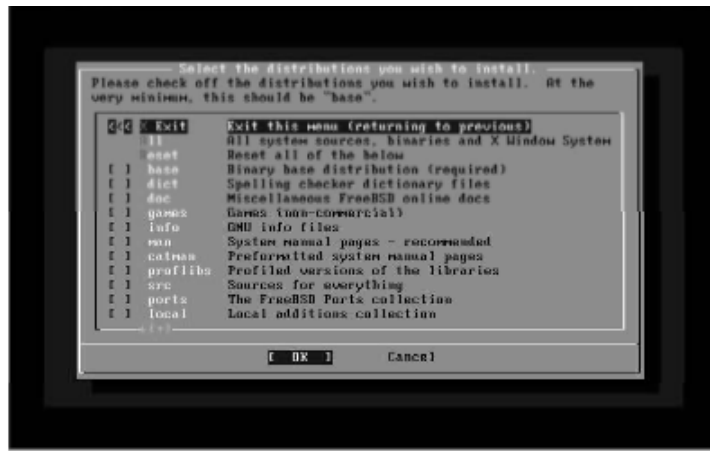 Select the distributions you wish to install.
Please check off the distributions you wish to install. At the
very minimum, this should be "base".
<<< X Exit Exit this menu (returning to previous)
All All system sources, binaries and X Window System
Reset Reset all of the below
[ ] base Binary base distribution (required)
[ ] dict Spelling checker dictionary files
[ ] doc Miscellaneous FreeBSD online docs
[ ] games Games (non-commercial)
[ ] info GNU info files
[ ] man System manual pages - recommended
[ ] catman Preformatted system manual pages
[ ] proflibs Profiled versions of the libraries
[ ] src Sources for everything
[ ] ports The FreeBSD Ports collection
[ ] local Local additions collection
(+)
[ OK ] Cancel